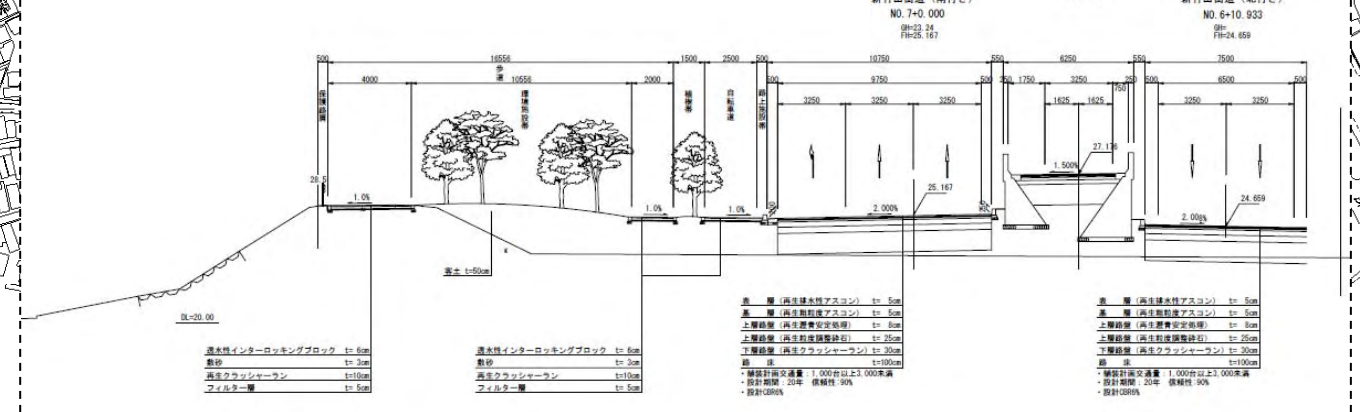 NO.7+0.000
GH=23.24
FH=25.167
NO.6+10.933
GH=
FH=24.659
500 16556 1500 2500 500 10750 550 6250 550 7500
4000 10556 2000 500 9750 500 1750 3250 250 500 6500 500
750
3250 3250 3250 1625 1625 3250 3250
保護路肩
歩道
環境施設帯
植樹帯
自転車道
路上施設帯
27.176
1.500%
1.0%
1.0%
1.0%
2.000%
25.167
24.659
客土 t=50cm
DL=20.00
透水性インターロッキングブロック t= 6cm
敷砂 t= 3cm
再生クラッシャーラン t=10cm
フィルター層 t= 5cm
透水性インターロッキングブロック t= 6cm
敷砂 t= 3cm
再生クラッシャーラン t=10cm
フィルター層 t= 5cm
表 層 (再生排水性アスコン) t= 5cm
基 層 (再生粗粒度アスコン) t= 5cm
上層路盤 (再生瀝青安定処理) t= 8cm
上層路盤 (再生粒度調整砕石) t= 25cm
下層路盤 (再生クラッシャーラン) t= 30cm
路 床 t=100cm
・舗装計画交通量：1,000台以上3,000未満
・設計期間：20年 信頼性：90%
・設計CBR6%
表 層 (再生排水性アスコン) t= 5cm
基 層 (再生粗粒度アスコン) t= 5cm
上層路盤 (再生瀝青安定処理) t= 8cm
上層路盤 (再生粒度調整砕石) t= 25cm
下層路盤 (再生クラッシャーラン) t= 30cm
路 床 t=100cm
・舗装計画交通量：1,000台以上3,000未満
・設計期間：20年 信頼性：90%
・設計CBR6%